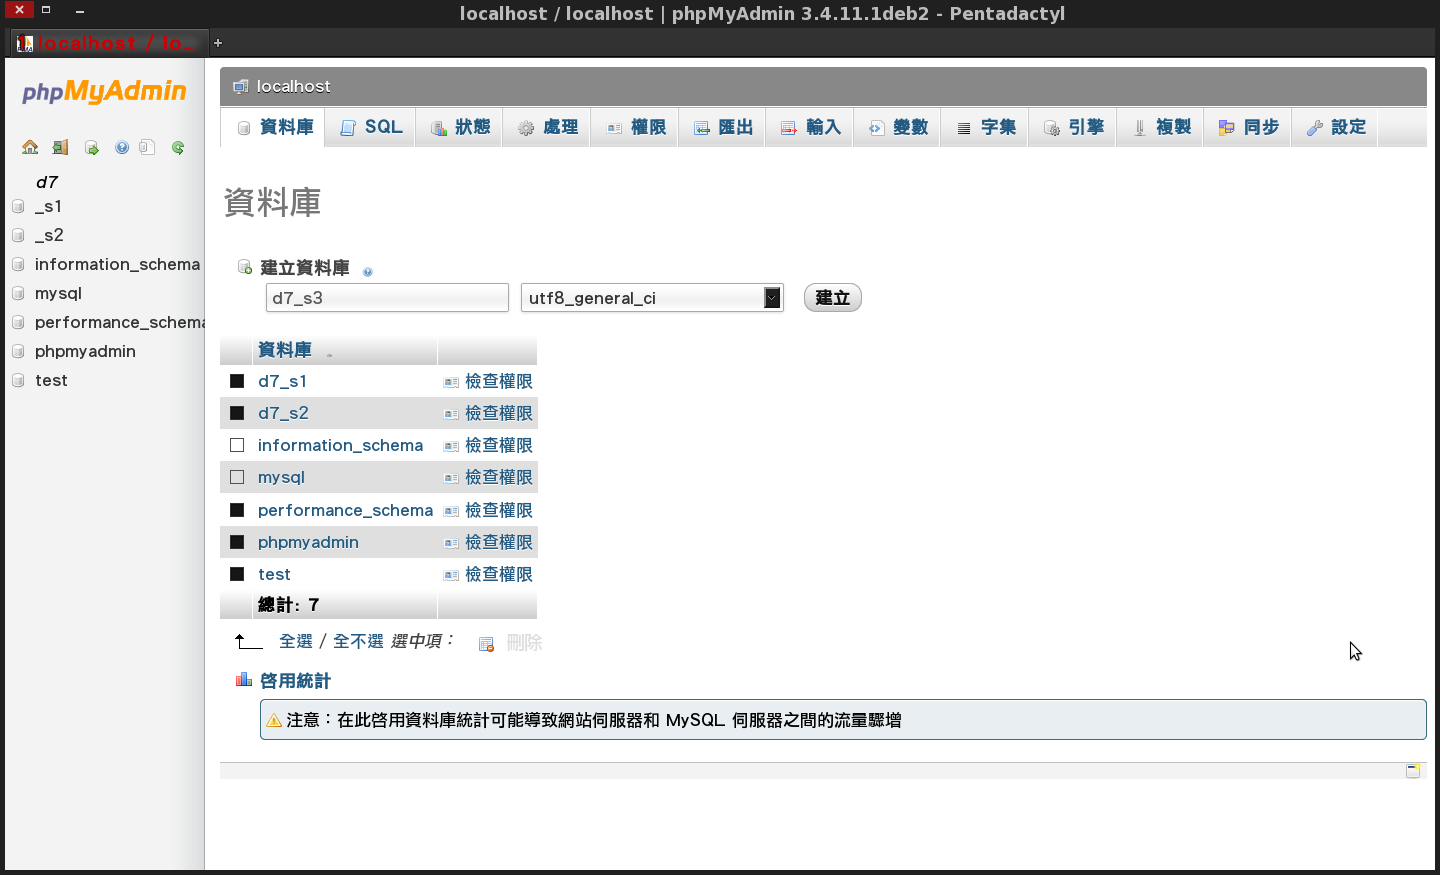 localhost / localhost | phpMyAdmin 3.4.11.1deb2 - Pentadactyl
1 localhost / lo...
phpMyAdmin
d7
_s1
_s2
information_schema
mysql
performance_schema
phpmyadmin
test
localhost
資料庫 SQL 狀態 處理 權限 匯出 輸入 變數 字集 引擎 複製 同步 設定
資料庫
建立資料庫
d7_s3 utf8_general_ci 建立
資料庫
d7_s1 檢查權限
d7_s2 檢查權限
information_schema 檢查權限
mysql 檢查權限
performance_schema 檢查權限
phpmyadmin 檢查權限
test 檢查權限
總計: 7
全選 / 全不選 選中項： 刪除
啓用統計
注意：在此啓用資料庫統計可能導致網站伺服器和 MySQL 伺服器之間的流量驟增